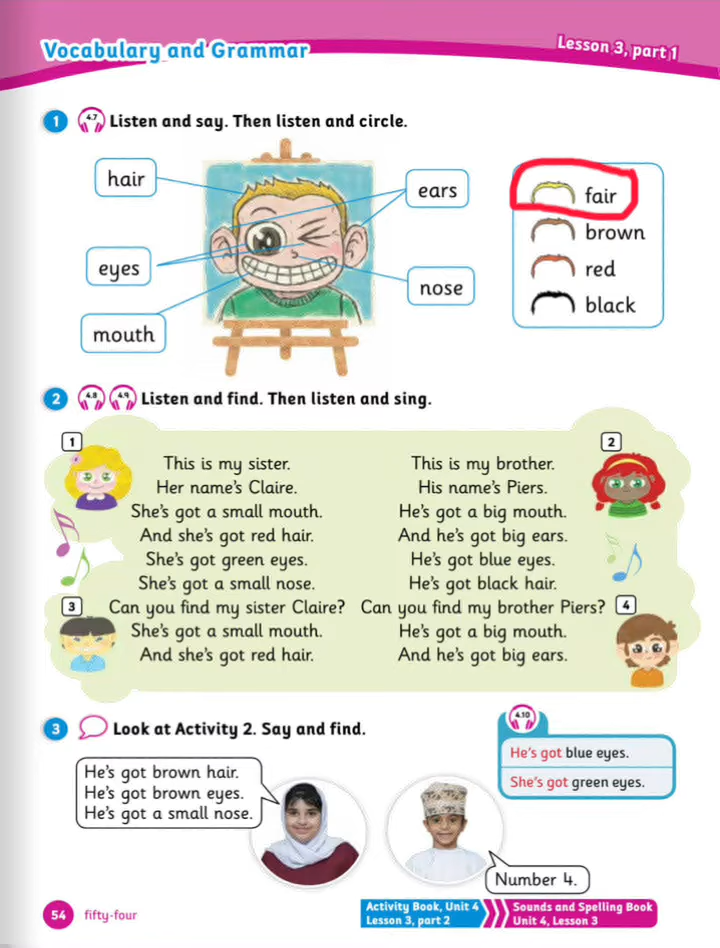 Vocabulary and Grammar
Lesson 3, part 1
1 4.7 Listen and say. Then listen and circle.
hair
ears
eyes
nose
mouth
fair
brown
red
black
2 4.8 4.9 Listen and find. Then listen and sing.
1
This is my sister.
Her name's Claire.
She's got a small mouth.
And she's got red hair.
She's got green eyes.
She's got a small nose.
Can you find my sister Claire?
She's got a small mouth.
And she's got red hair.
2
This is my brother.
His name's Piers.
He's got a big mouth.
And he's got big ears.
He's got blue eyes.
He's got black hair.
Can you find my brother Piers?
He's got a big mouth.
And he's got big ears.
3
4
3 Look at Activity 2. Say and find.
4.10
He's got blue eyes.
She's got green eyes.
He's got brown hair.
He's got brown eyes.
He's got a small nose.
Number 4.
54 fifty-four
Activity Book, Unit 4
Lesson 3, part 2
Sounds and Spelling Book
Unit 4, Lesson 3